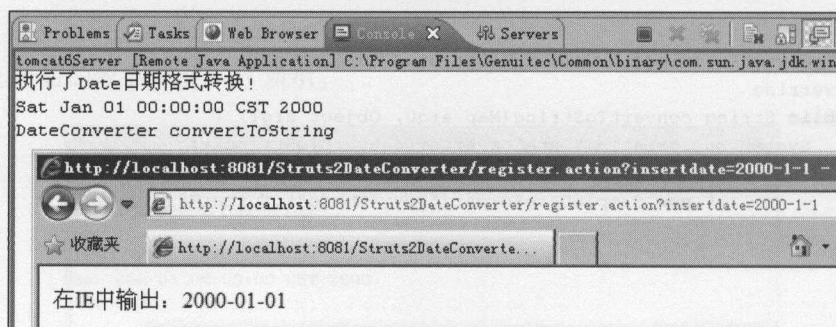 Problems Tasks Web Browser Console Servers
tomcat6Server [Remote Java Application] C:\Program Files\Genuitec\Common\binary\com.sun.java.jdk.win
执行了Date日期格式转换!
Sat Jan 01 00:00:00 CST 2000
DateConverter convertToString
http://localhost:8081/Struts2DateConverter/register.action?insertdate=2000-1-1 -
http://localhost:8081/Struts2DateConverter/register.action?insertdate=2000-1-1
收藏夹 http://localhost:8081/Struts2DateConverte...
在IE中输出：2000-01-01